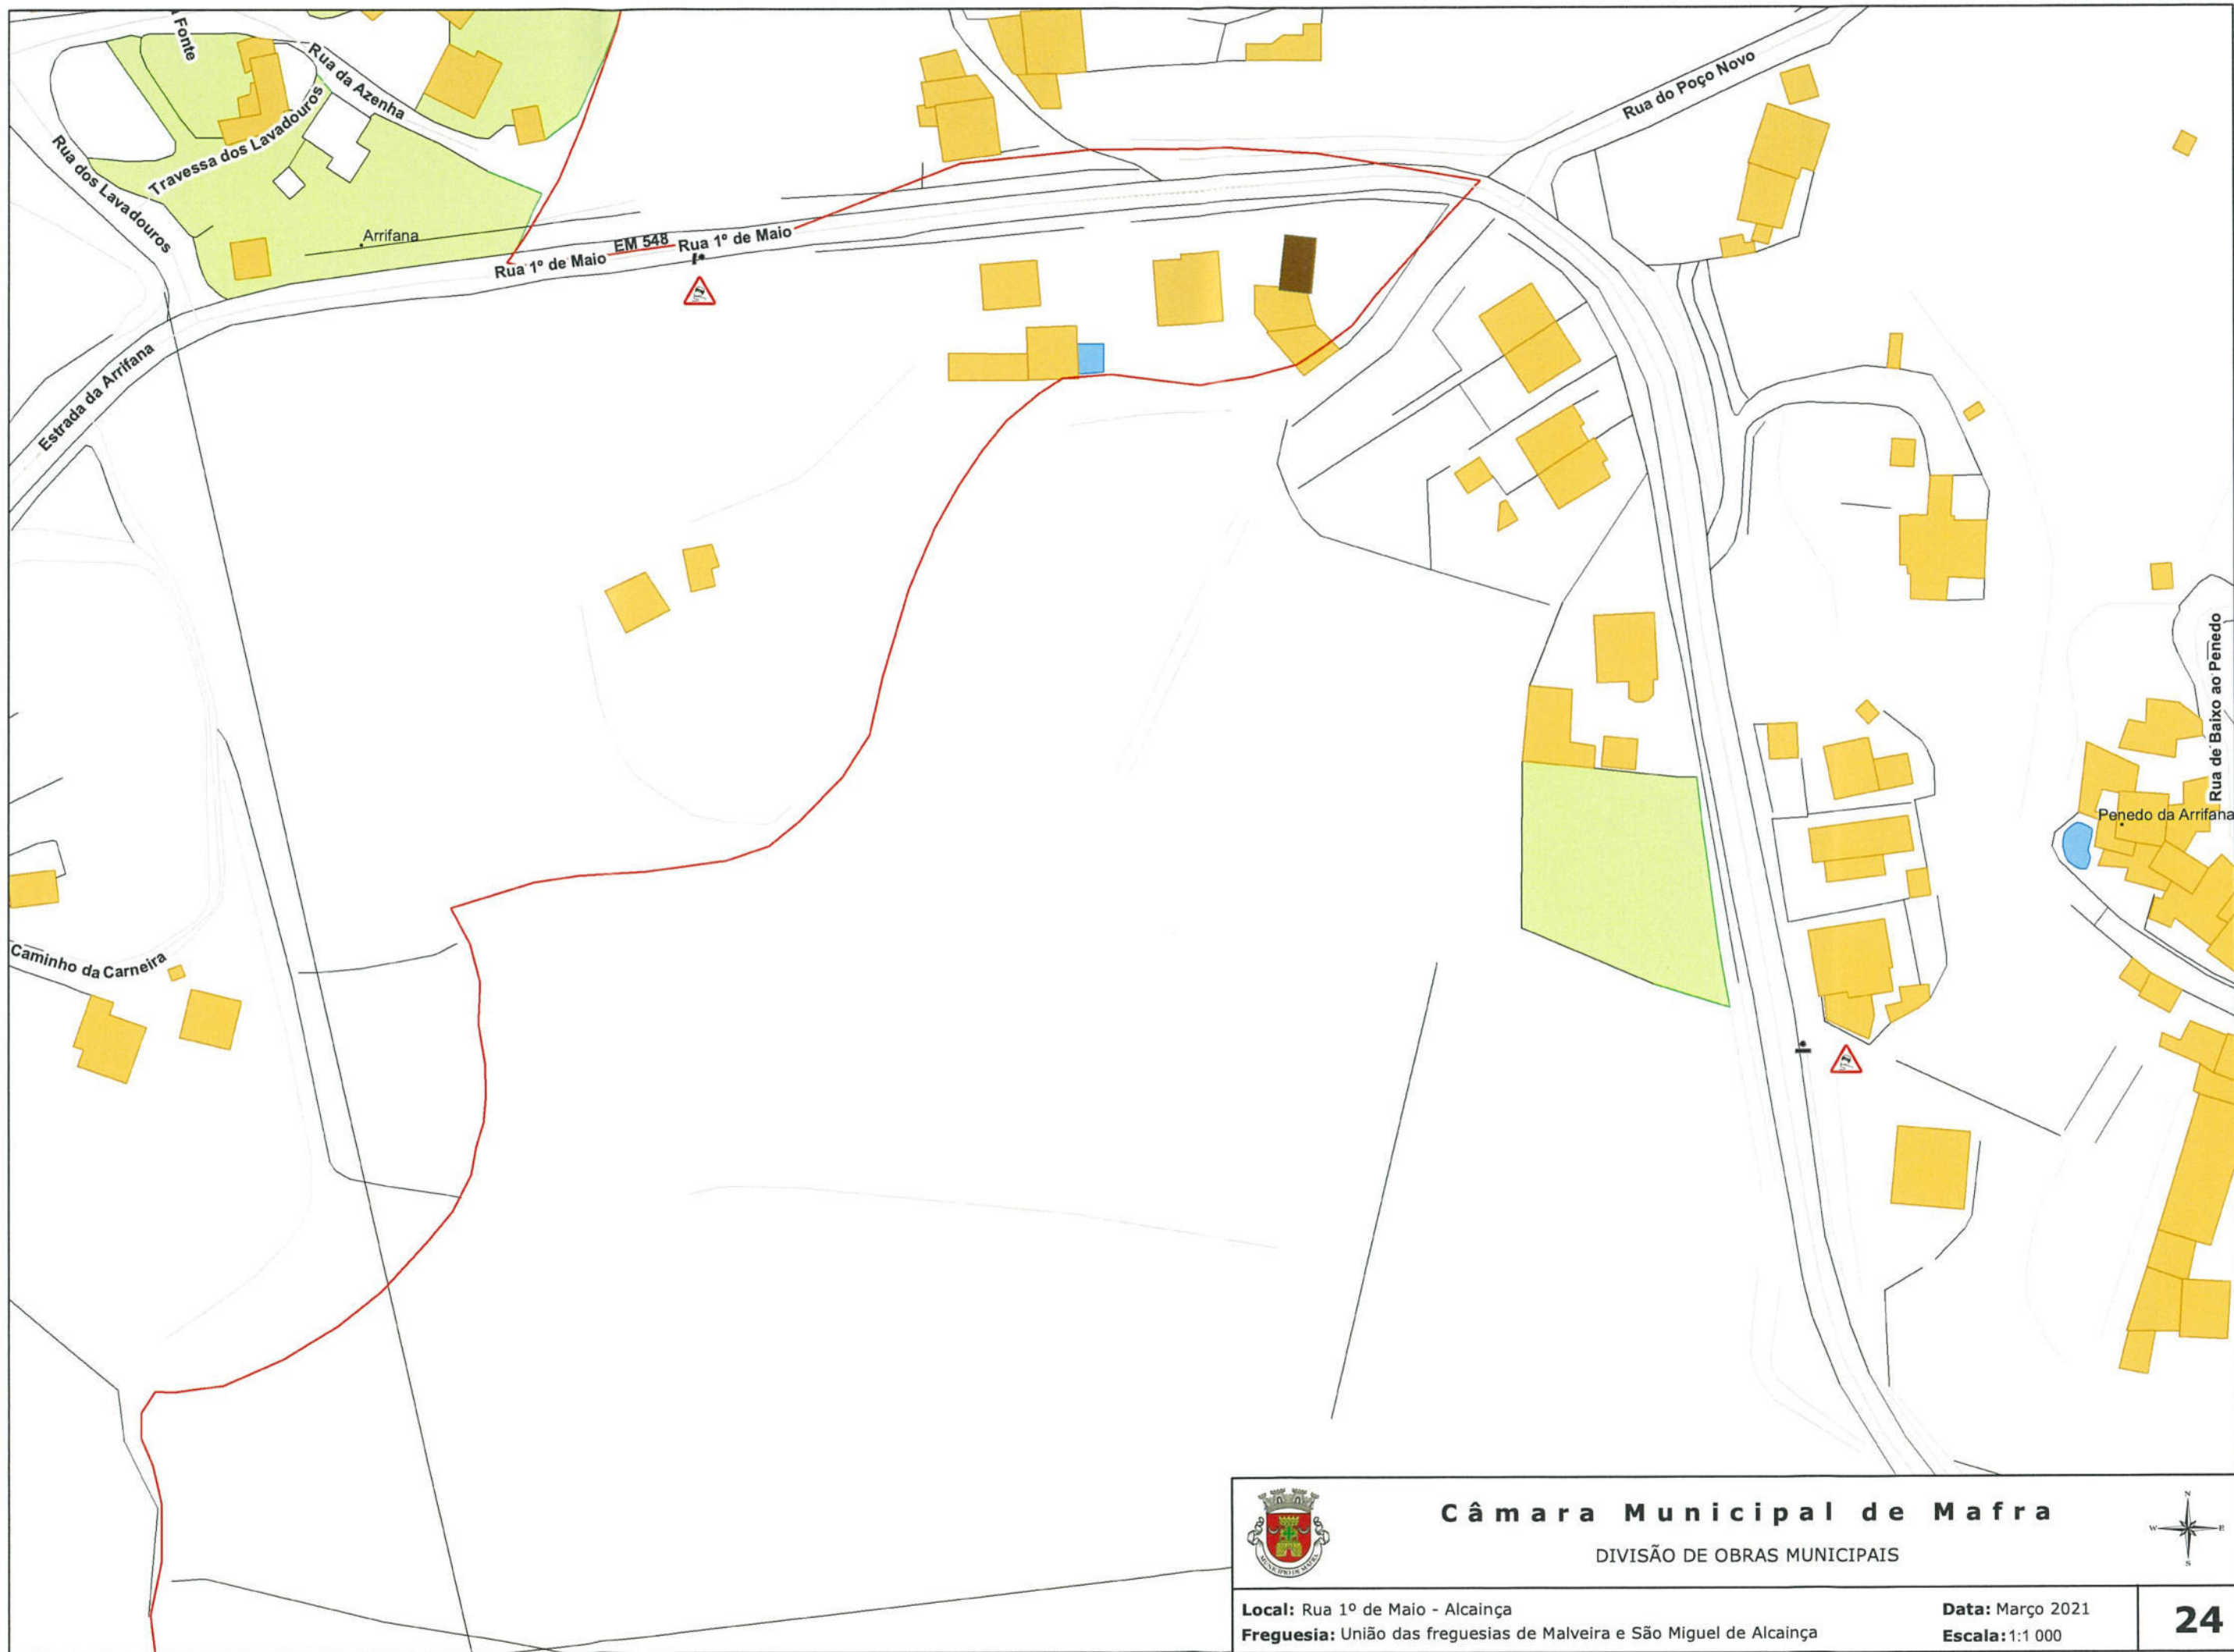 Fonte
Rua da Azenha
Travessa dos Lavadouros
Rua dos Lavadouros
Rua do Poço Novo
Arrifana
Rua 1º de Maio
EM 548
Rua 1º de Maio
Estrada da Arrifana
Rua de Baixo ao Penedo
Penedo da Arrifana
Caminho da Carneira
Câmara Municipal de Mafra
DIVISÃO DE OBRAS MUNICIPAIS
MUNICÍPIO DE MAFRA
N
W E
S
Local: Rua 1º de Maio - Alcainça
Freguesia: União das freguesias de Malveira e São Miguel de Alcainça
Data: Março 2021
Escala:1:1 000
24